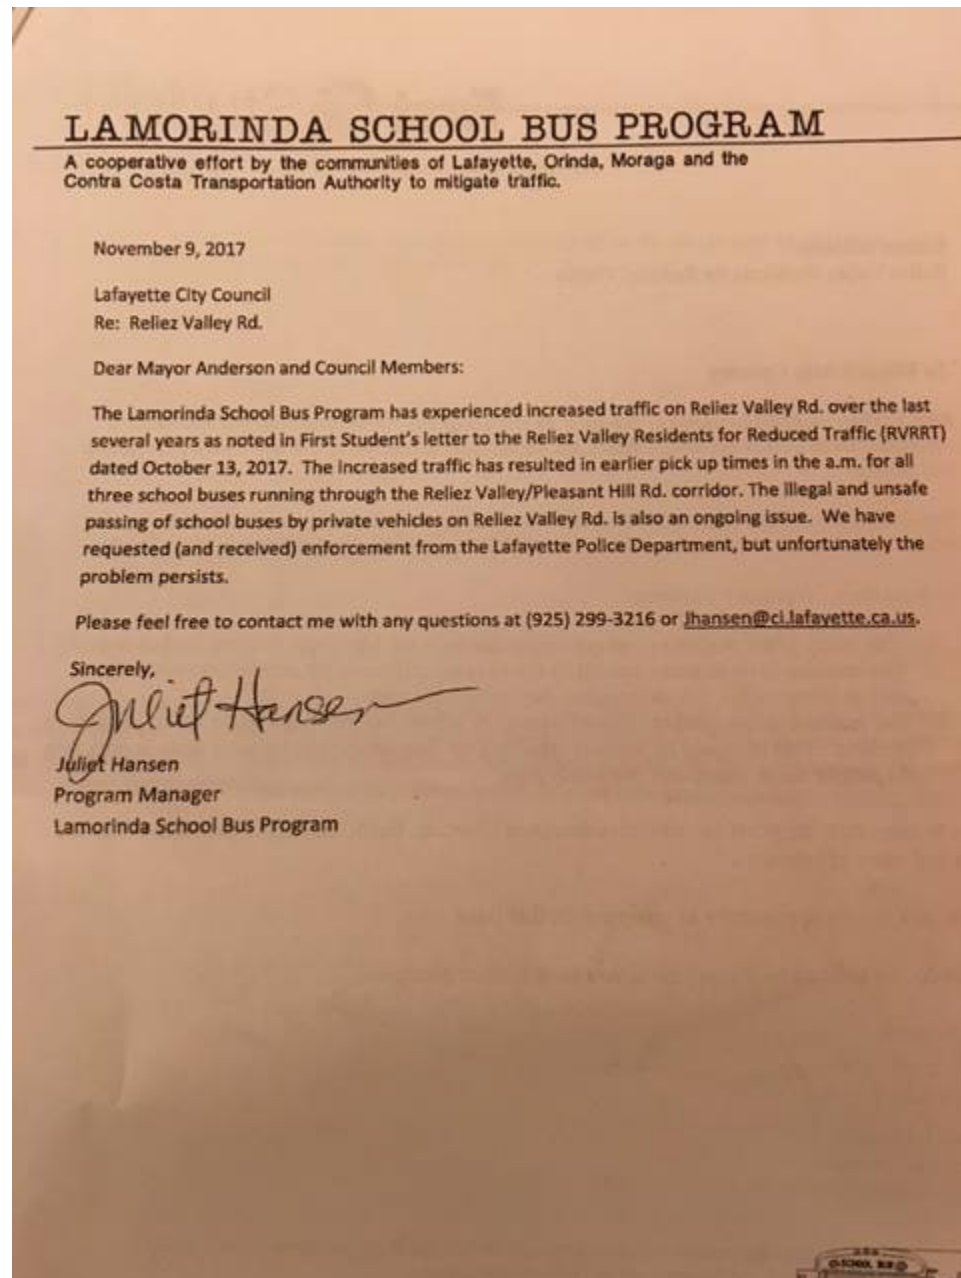 LAMORINDA SCHOOL BUS PROGRAM
A cooperative effort by the communities of Lafayette, Orinda, Moraga and the
Contra Costa Transportation Authority to mitigate traffic.
November 9, 2017
Lafayette City Council
Re: Reliez Valley Rd.
Dear Mayor Anderson and Council Members:
The Lamorinda School Bus Program has experienced increased traffic on Reliez Valley Rd. over the last
several years as noted in First Student's letter to the Reliez Valley Residents for Reduced Traffic (RVRRT)
dated October 13, 2017. The increased traffic has resulted in earlier pick up times in the a.m. for all
three school buses running through the Reliez Valley/Pleasant Hill Rd. corridor. The illegal and unsafe
passing of school buses by private vehicles on Reliez Valley Rd. is also an ongoing issue. We have
requested (and received) enforcement from the Lafayette Police Department, but unfortunately the
problem persists.
Please feel free to contact me with any questions at (925) 299-3216 or Jhansen@ci.lafayette.ca.us.
Sincerely,
Juliet Hansen
Juliet Hansen
Program Manager
Lamorinda School Bus Program
SCHOOL BUS